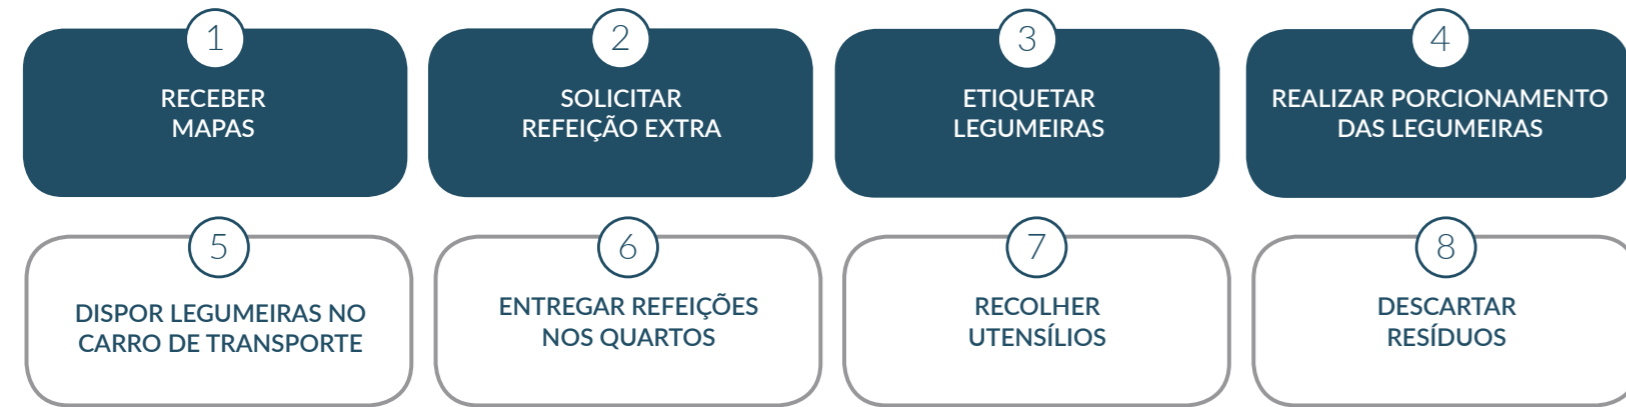 1
RECEBER
MAPAS
2
SOLICITAR
REFEIÇÃO EXTRA
3
ETIQUETAR
LEGUMEIRAS
4
REALIZAR PORCIONAMENTO
DAS LEGUMEIRAS
5
DISPOR LEGUMEIRAS NO
CARRO DE TRANSPORTE
6
ENTREGAR REFEIÇÕES
NOS QUARTOS
7
RECOLHER
UTENSÍLIOS
8
DESCARTAR
RESÍDUOS